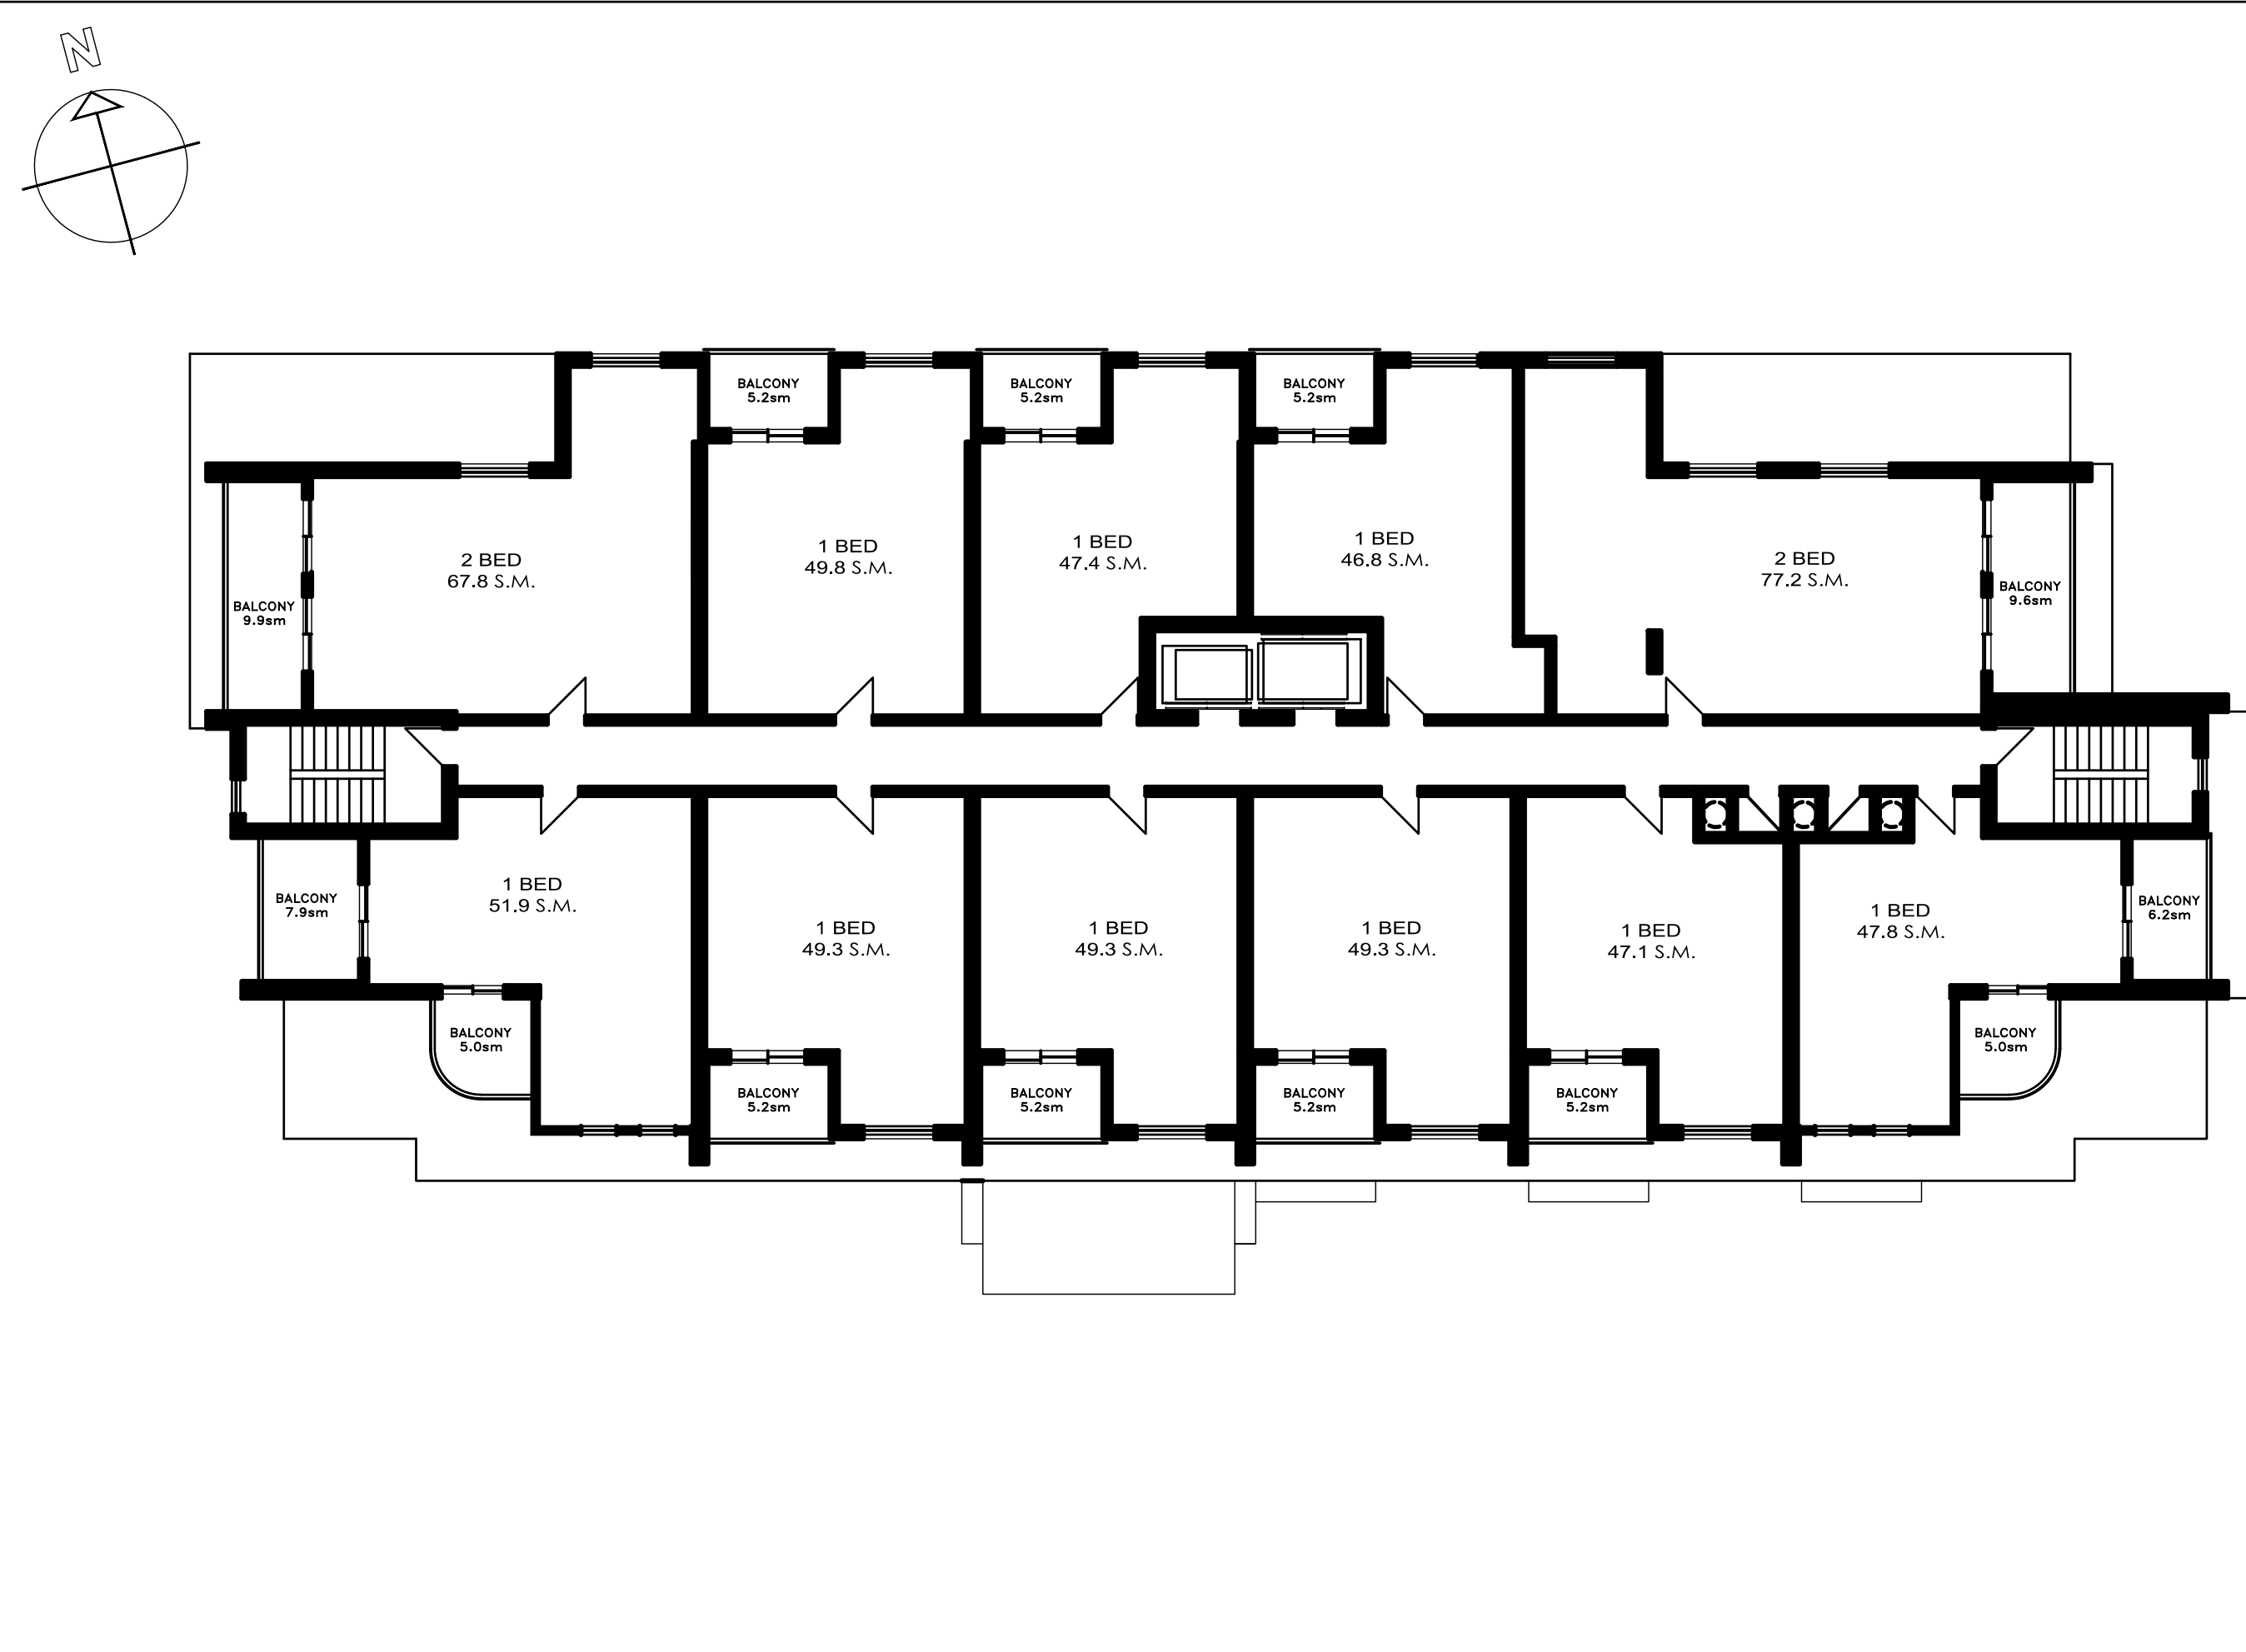 N
BALCONY
5.2sm
BALCONY
5.2sm
BALCONY
5.2sm
2 BED
67.8 S.M.
1 BED
49.8 S.M.
1 BED
47.4 S.M.
1 BED
46.8 S.M.
2 BED
77.2 S.M.
BALCONY
9.9sm
BALCONY
9.6sm
1 BED
51.9 S.M.
BALCONY
7.9sm
1 BED
49.3 S.M.
1 BED
49.3 S.M.
1 BED
49.3 S.M.
1 BED
47.1 S.M.
1 BED
47.8 S.M.
BALCONY
6.2sm
BALCONY
5.0sm
BALCONY
5.0sm
BALCONY
5.2sm
BALCONY
5.2sm
BALCONY
5.2sm
BALCONY
5.2sm